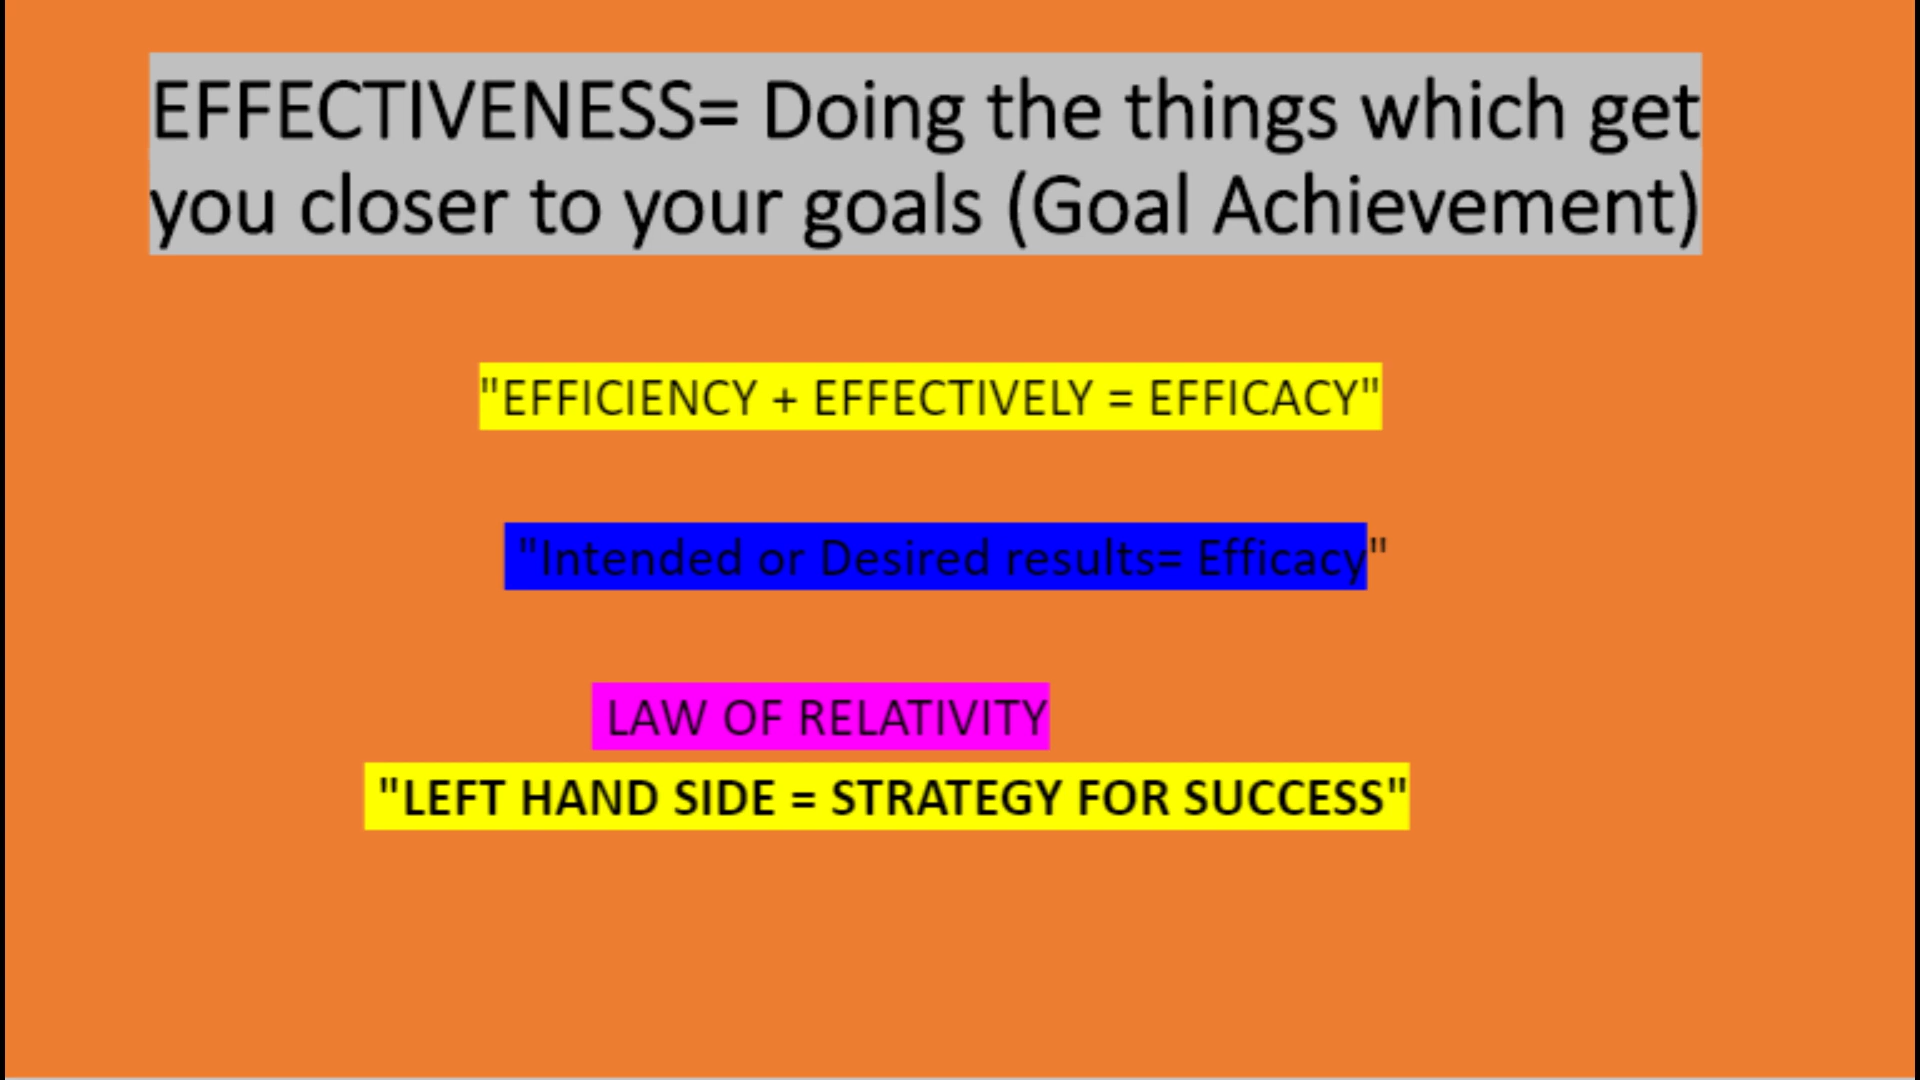 EFFECTIVENESS= Doing the things which get
you closer to your goals (Goal Achievement)
"EFFICIENCY + EFFECTIVELY = EFFICACY"
"Intended or Desired results= Efficacy"
LAW OF RELATIVITY
"LEFT HAND SIDE = STRATEGY FOR SUCCESS"